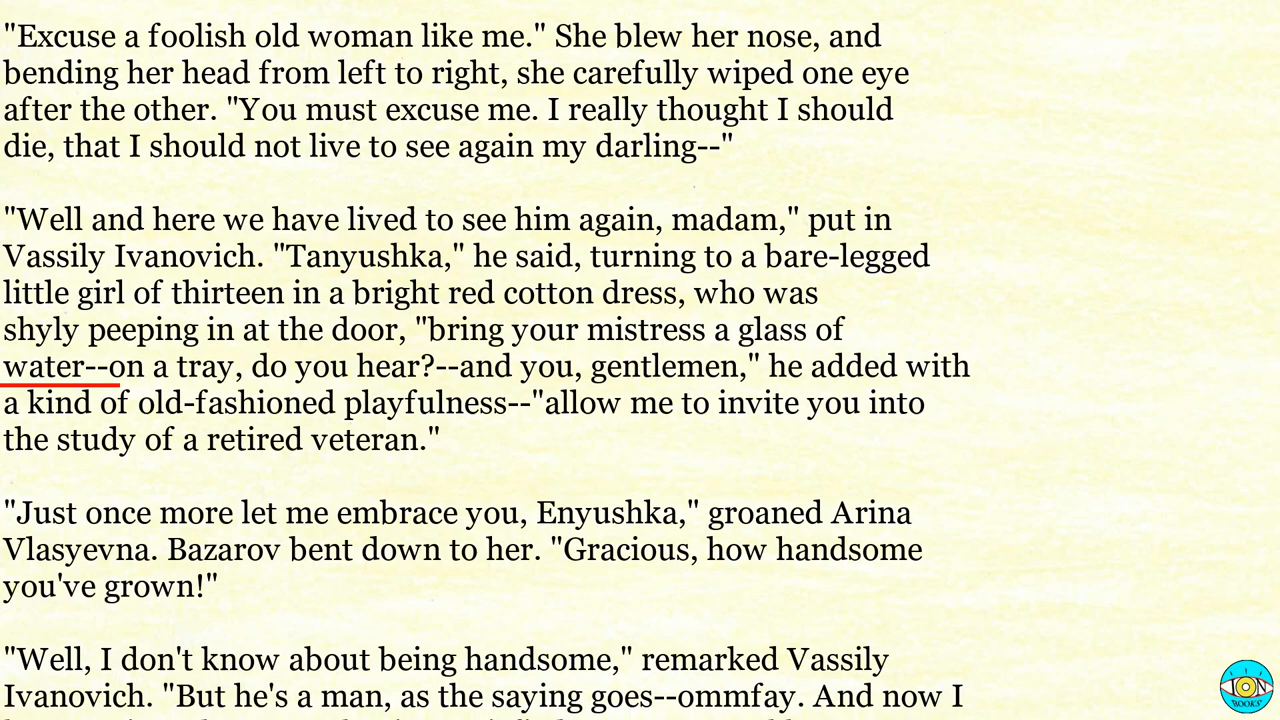 "Excuse a foolish old woman like me." She blew her nose, and
bending her head from left to right, she carefully wiped one eye
after the other. "You must excuse me. I really thought I should
die, that I should not live to see again my darling--"
"Well and here we have lived to see him again, madam," put in
Vassily Ivanovich. "Tanyushka," he said, turning to a bare-legged
little girl of thirteen in a bright red cotton dress, who was
shyly peeping in at the door, "bring your mistress a glass of
water--on a tray, do you hear?--and you, gentlemen," he added with
a kind of old-fashioned playfulness--"allow me to invite you into
the study of a retired veteran."
"Just once more let me embrace you, Enyushka," groaned Arina
Vlasyevna. Bazarov bent down to her. "Gracious, how handsome
you've grown!"
"Well, I don't know about being handsome," remarked Vassily
Ivanovich. "But he's a man, as the saying goes--ommfay. And now I
ION
BOOKS